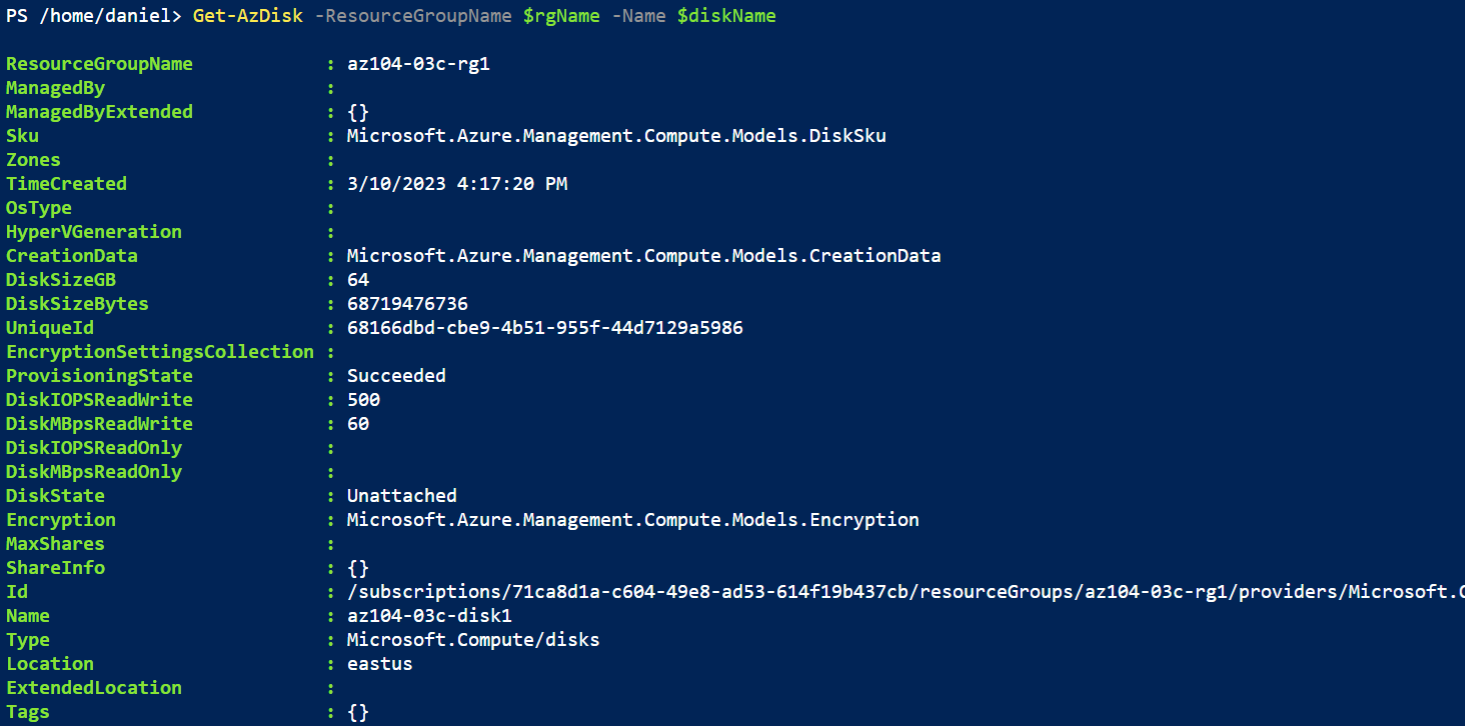 PS /home/daniel> Get-AzDisk -ResourceGroupName $rgName -Name $diskName
ResourceGroupName : az104-03c-rg1
ManagedBy :
ManagedByExtended : {}
Sku : Microsoft.Azure.Management.Compute.Models.DiskSku
Zones :
TimeCreated : 3/10/2023 4:17:20 PM
OsType :
HyperVGeneration :
CreationData : Microsoft.Azure.Management.Compute.Models.CreationData
DiskSizeGB : 64
DiskSizeBytes : 68719476736
UniqueId : 68166dbd-cbe9-4b51-955f-44d7129a5986
EncryptionSettingsCollection :
ProvisioningState : Succeeded
DiskIOPSReadWrite : 500
DiskMBpsReadWrite : 60
DiskIOPSReadOnly :
DiskMBpsReadOnly :
DiskState : Unattached
Encryption : Microsoft.Azure.Management.Compute.Models.Encryption
MaxShares :
ShareInfo : {}
Id : /subscriptions/71ca8d1a-c604-49e8-ad53-614f19b437cb/resourceGroups/az104-03c-rg1/providers/Microsoft.C
Name : az104-03c-disk1
Type : Microsoft.Compute/disks
Location : eastus
ExtendedLocation :
Tags : {}